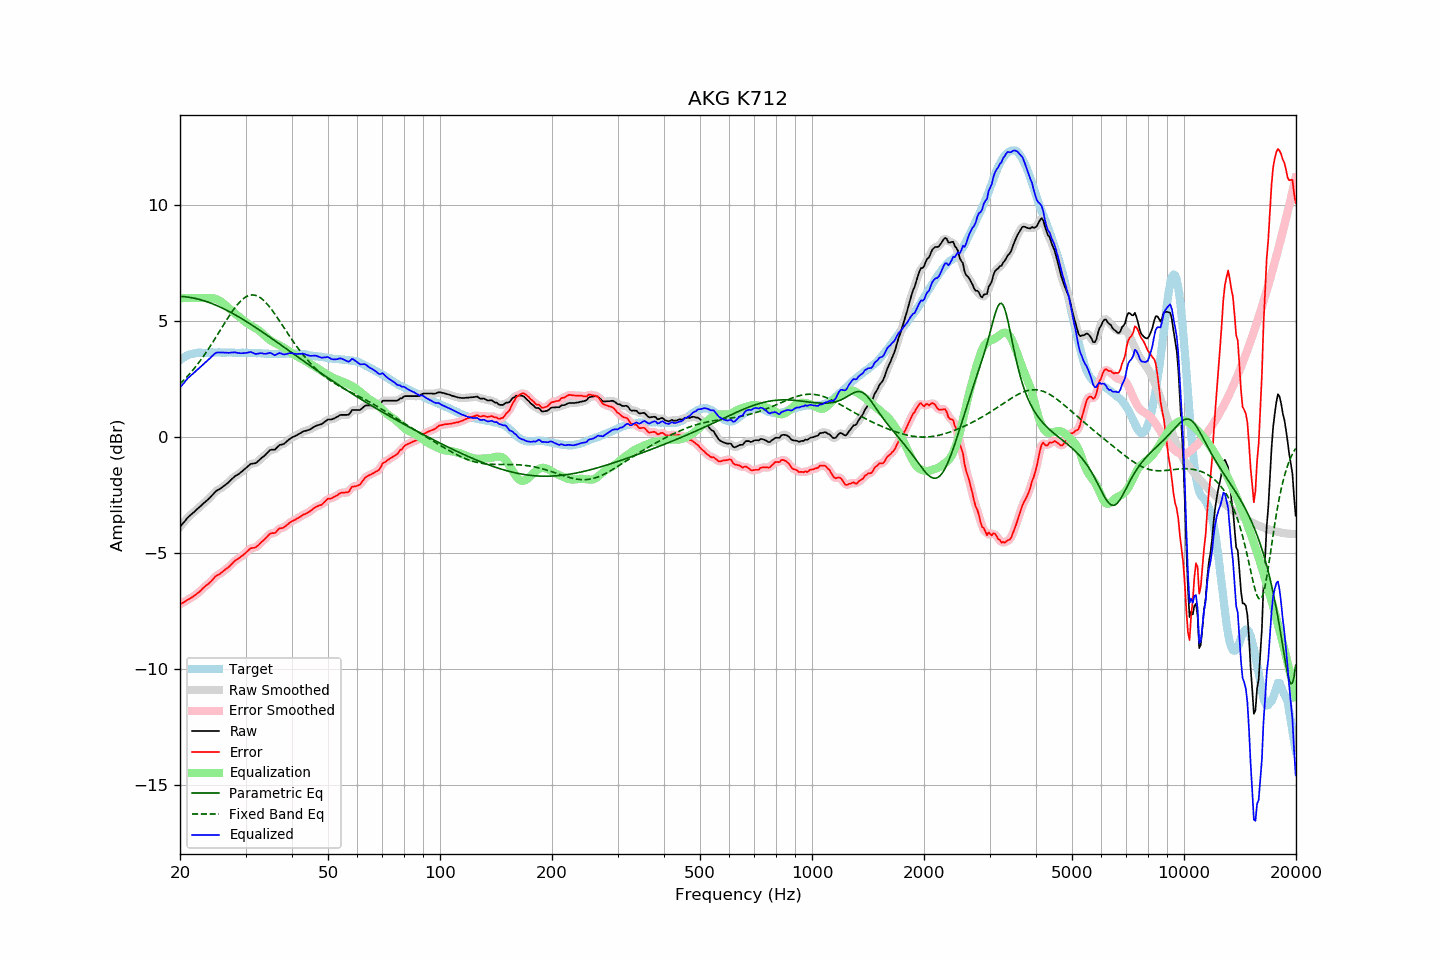 AKG K712
Amplitude (dBr)
10
5
0
−5
−10
−15
Target
Raw Smoothed
Error Smoothed
Raw
Error
Equalization
Parametric Eq
Fixed Band Eq
Equalized
20 50 100 200 500 1000 2000 5000 10000 20000
Frequency (Hz)